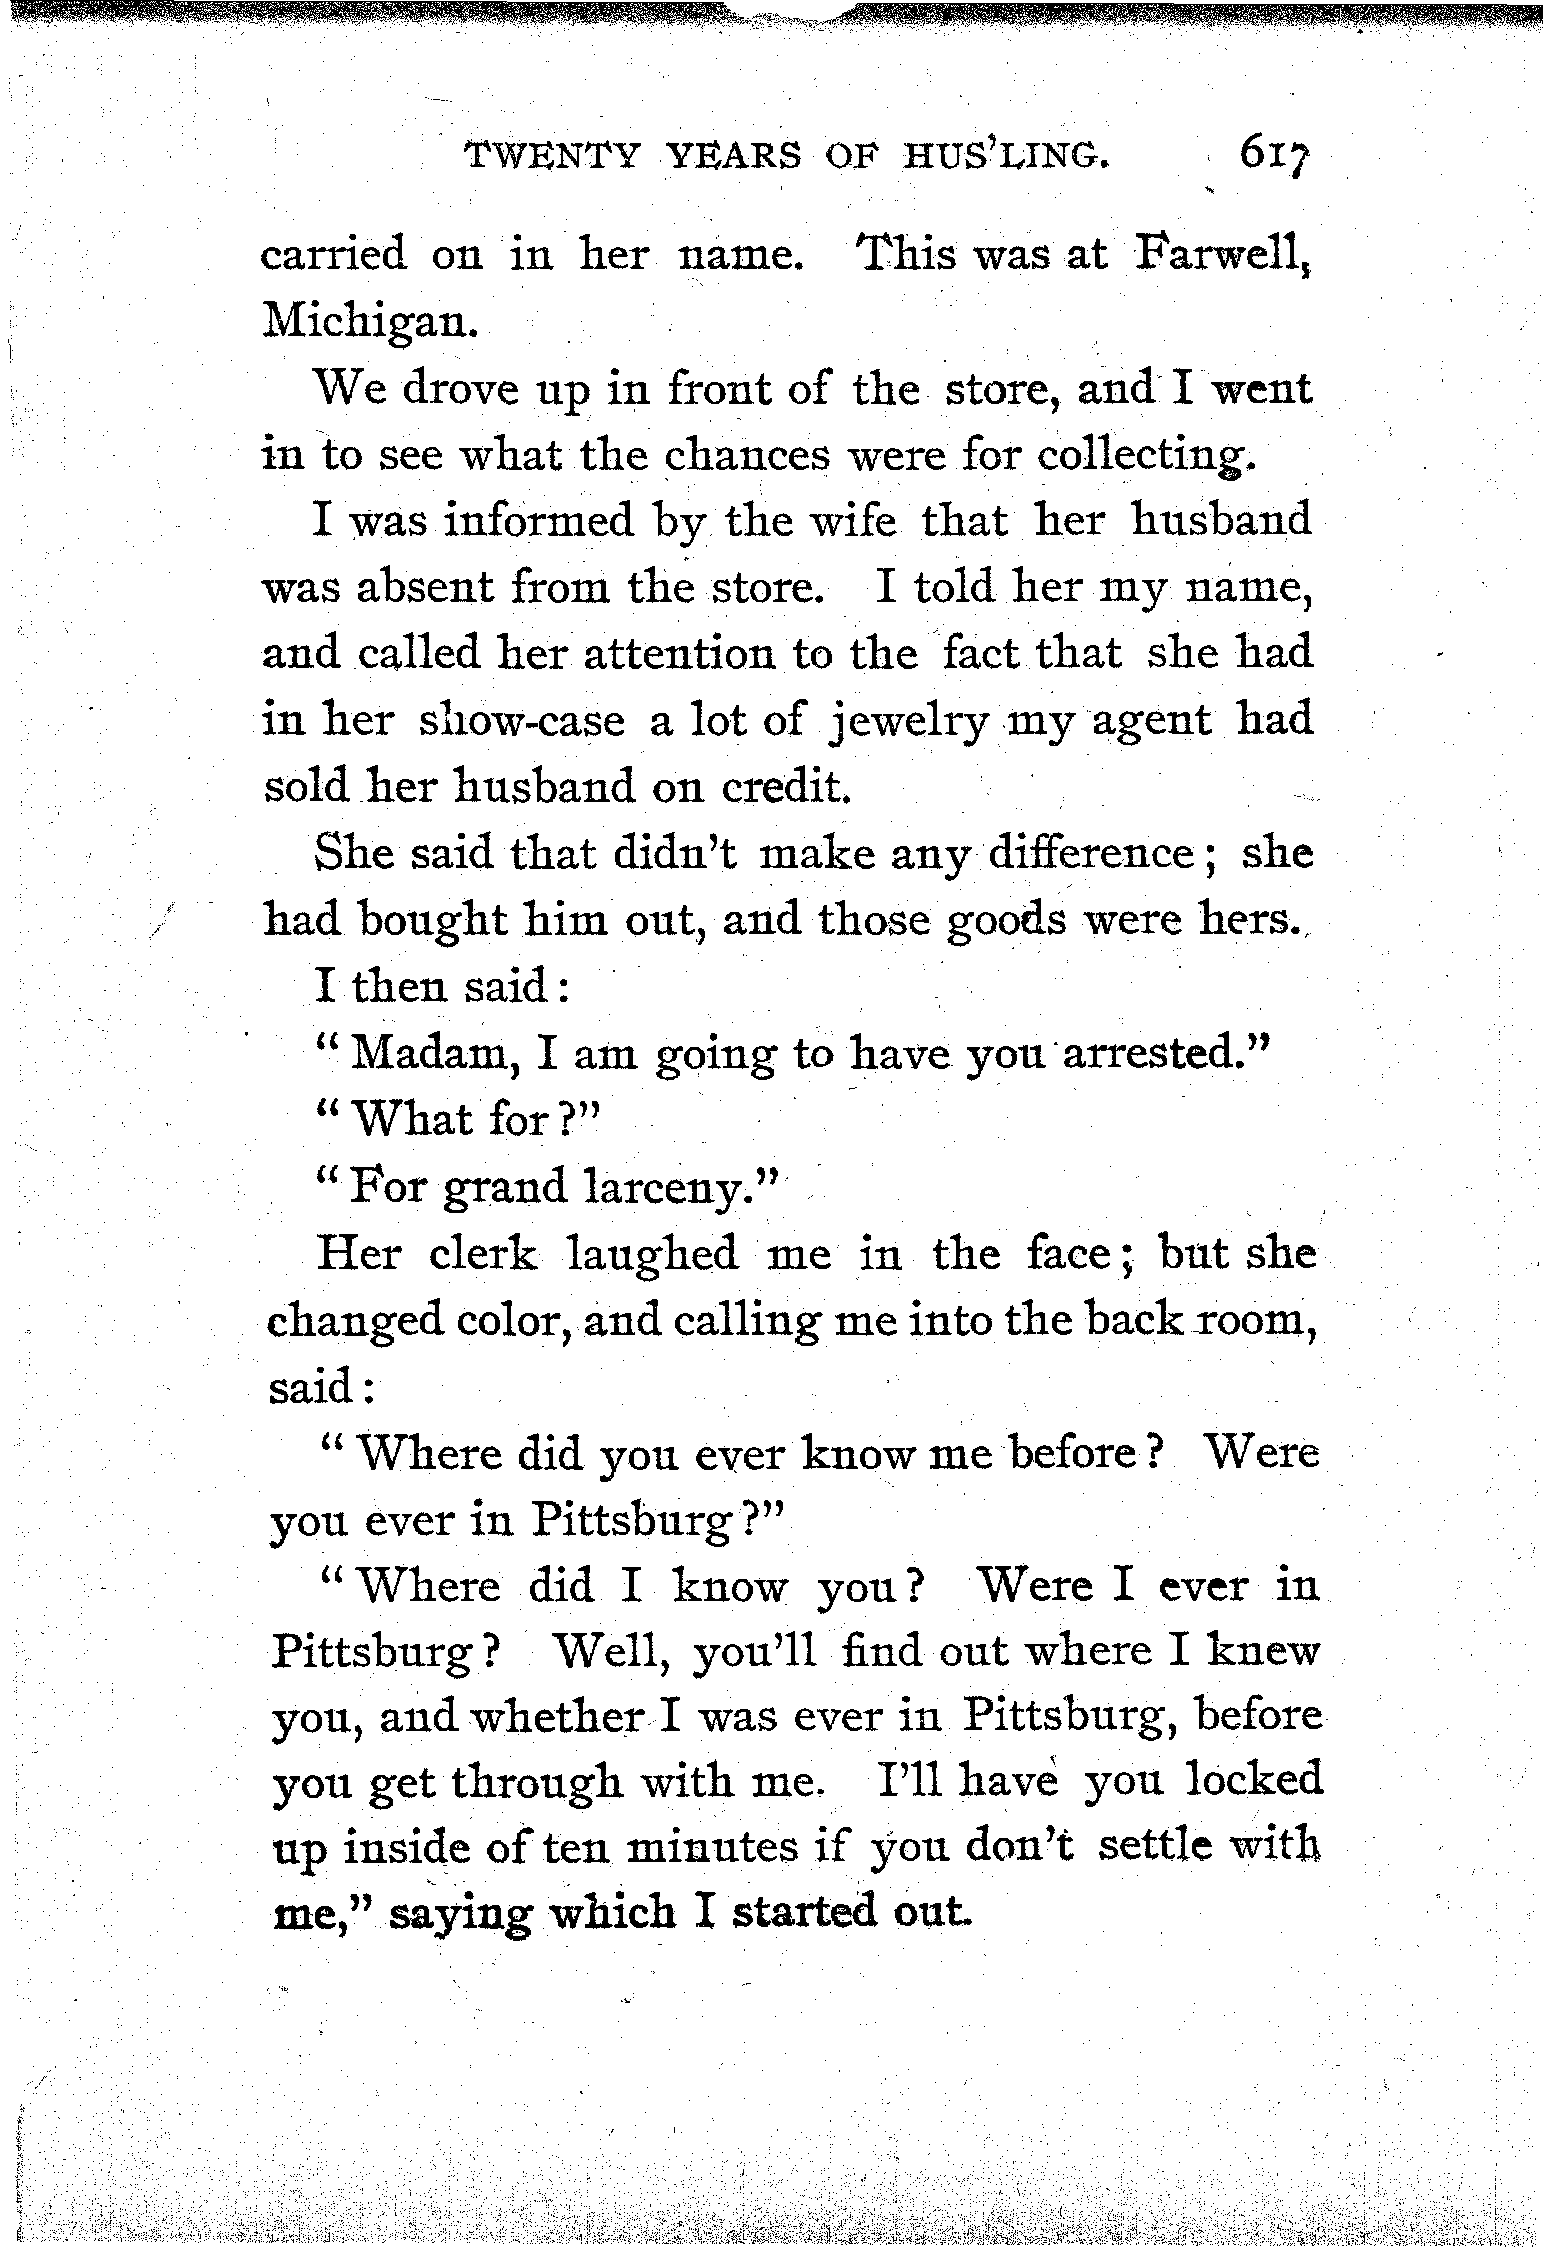 TWENTY YEARS OF HUS'LING. 617
carried on in her name. This was at Farwell,
Michigan.
We drove up in front of the store, and I went
in to see what the chances were for collecting.
I was informed by the wife that her husband
was absent from the store. I told her my name,
and called her attention to the fact that she had
in her show-case a lot of jewelry my agent had
sold her husband on credit.
She said that didn't make any difference; she
had bought him out, and those goods were hers.
I then said:
"Madam, I am going to have you arrested."
"What for?"
"For grand larceny."
Her clerk laughed me in the face; but she
changed color, and calling me into the back room,
said:
"Where did you ever know me before? Were
you ever in Pittsburg?"
"Where did I know you? Were I ever in
Pittsburg? Well, you'll find out where I knew
you, and whether I was ever in Pittsburg, before
you get through with me. I'll have you locked
up inside of ten minutes if you don't settle with
me," saying which I started out.